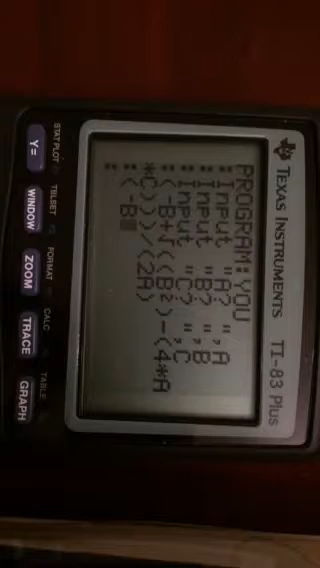 TEXAS INSTRUMENTS TI-83 Plus
PROGRAM:YOU
:Input "A? ",A
:Input "B? ",B
:Input "C? ",C
:(-B+√((B²)-(4*A
*C)))/(2A)
:(-B
STAT PLOT TBLSET FORMAT CALC TABLE
Y= WINDOW ZOOM TRACE GRAPH